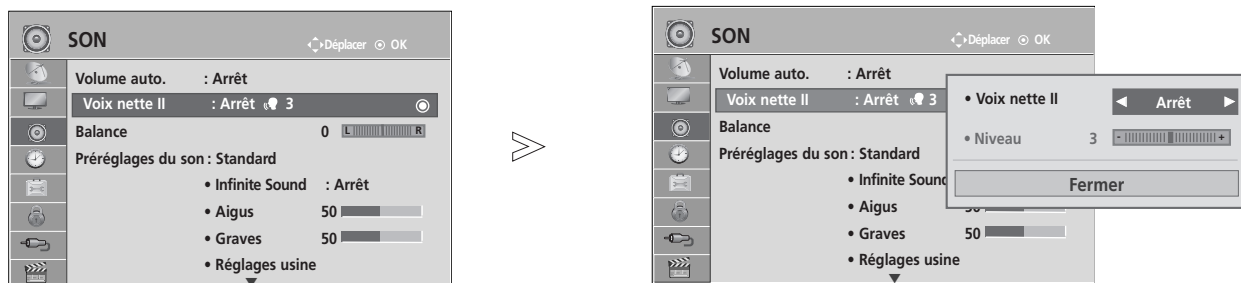 SON
Déplacer OK
Volume auto. : Arrêt
Voix nette II : Arrêt 3
Balance 0 L R
Préréglages du son : Standard
• Infinite Sound : Arrêt
• Aigus 50
• Graves 50
• Réglages usine
SON
Déplacer OK
Volume auto. : Arrêt
Voix nette II : Arrêt 3
Balance
Préréglages du son : Standard
• Infinite Sound
• Aigus
• Graves 50
• Réglages usine
• Voix nette II ◀ Arrêt ▶
• Niveau 3 - +
Fermer